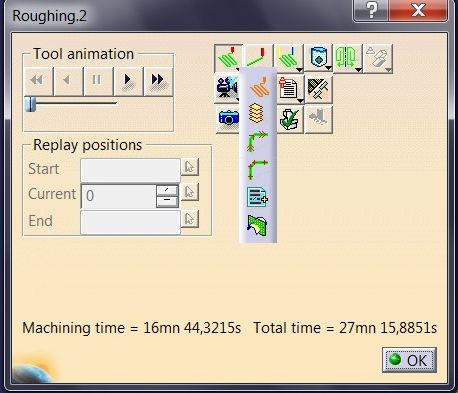 Roughing.2
?
Tool animation
Replay positions
Start
Current
0
End
Machining time = 16mn 44,3215s Total time = 27mn 15,8851s
OK